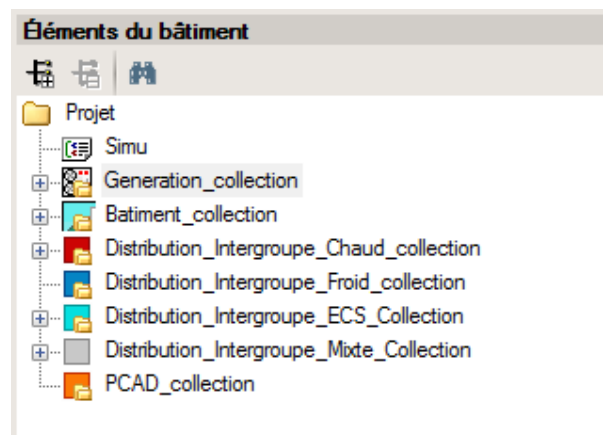 Éléments du bâtiment
Projet
Simu
Generation_collection
Batiment_collection
Distribution_Intergroupe_Chaud_collection
Distribution_Intergroupe_Froid_collection
Distribution_Intergroupe_ECS_Collection
Distribution_Intergroupe_Mixte_Collection
PCAD_collection